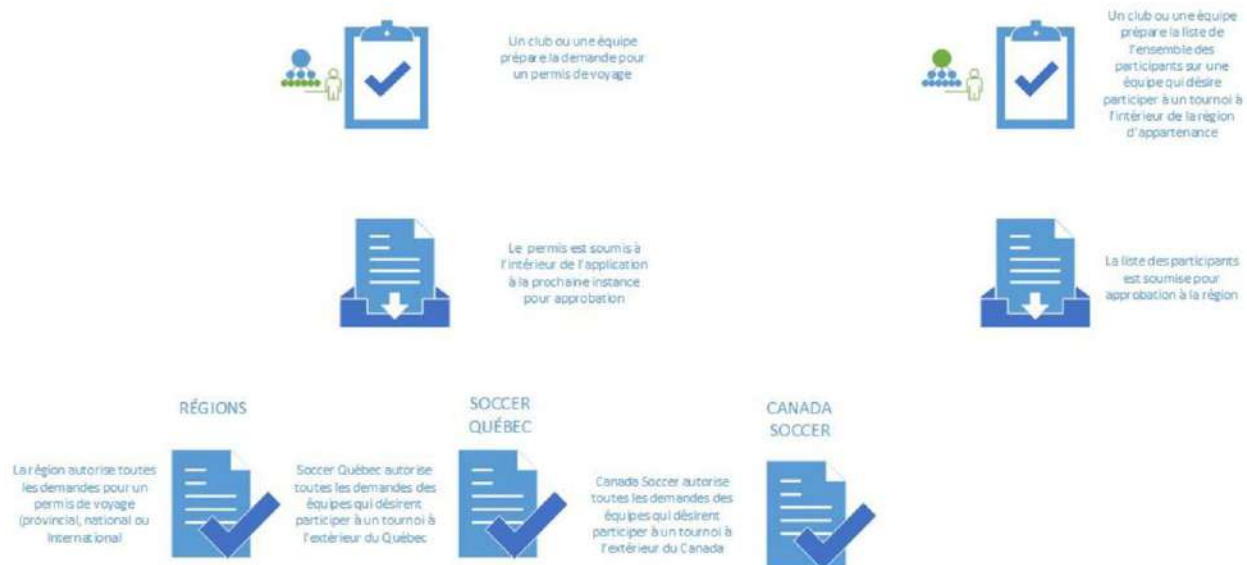 Un club ou une équipe
prépare la demande pour
un permis de voyage
Un club ou une équipe
prépare la liste de
l'ensemble des
participants sur une
équipe qui désire
participer à un tournoi à
l'intérieur de la région
d'appartenance
Le permis est soumis à
l'intérieur de l'application
à la prochaine instance
pour approbation
La liste des participants
est soumise pour
approbation à la région
RÉGIONS
La région autorise toutes
les demandes pour un
permis de voyage
(provincial, national ou
International
SOCCER
QUÉBEC
Soccer Québec autorise
toutes les demandes des
équipes qui désirent
participer à un tournoi à
l'extérieur du Québec
CANADA
SOCCER
Canada Soccer autorise
toutes les demandes des
équipes qui désirent
participer à un tournoi à
l'extérieur du Canada